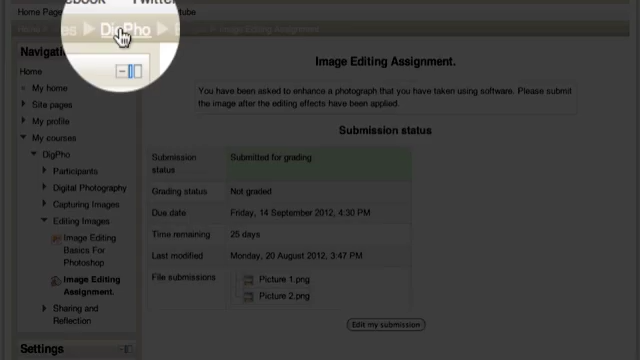 Twitter
Home Page
DigPho
Image Editing Assignment
Navigati
Home
My home
Site pages
My profile
My courses
DigPho
Participants
Digital Photography
Capturing Images
Editing Images
Image Editing
Basics For
Photoshop
Image Editing
Assignment.
Sharing and
Reflection
Settings
Image Editing Assignment.
You have been asked to enhance a photograph that you have taken using software. Please submit
the image after the editing effects have been applied.
Submission status
Submission status Submitted for grading
Grading status Not graded
Due date Friday, 14 September 2012, 4:30 PM
Time remaining 25 days
Last modified Monday, 20 August 2012, 3:47 PM
File submissions Picture 1.png
Picture 2.png
Edit my submission